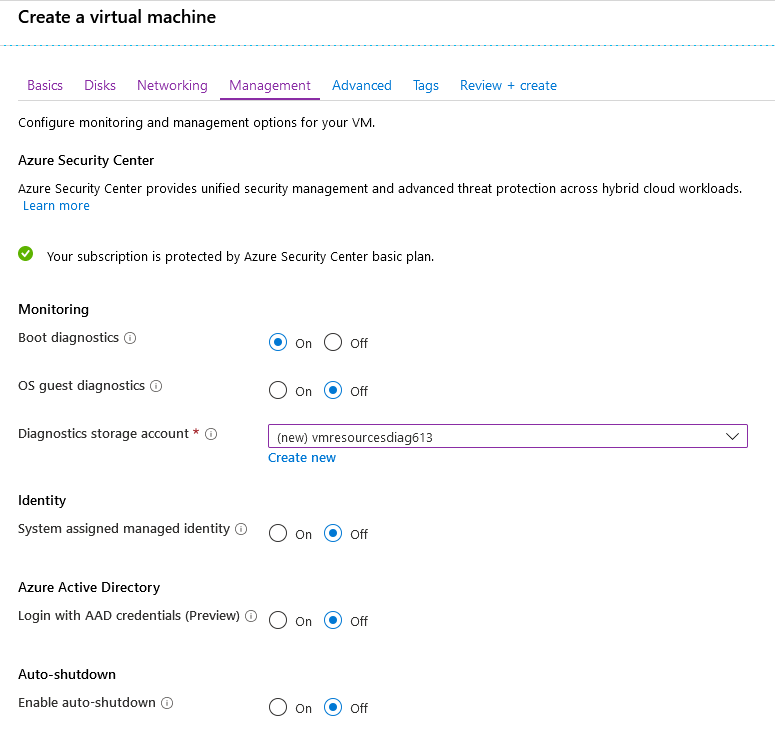 Create a virtual machine
Basics Disks Networking Management Advanced Tags Review + create
Configure monitoring and management options for your VM.
Azure Security Center
Azure Security Center provides unified security management and advanced threat protection across hybrid cloud workloads.
Learn more
Your subscription is protected by Azure Security Center basic plan.
Monitoring
Boot diagnostics On Off
OS guest diagnostics On Off
Diagnostics storage account * (new) vmresourcesdiag613
Create new
Identity
System assigned managed identity On Off
Azure Active Directory
Login with AAD credentials (Preview) On Off
Auto-shutdown
Enable auto-shutdown On Off